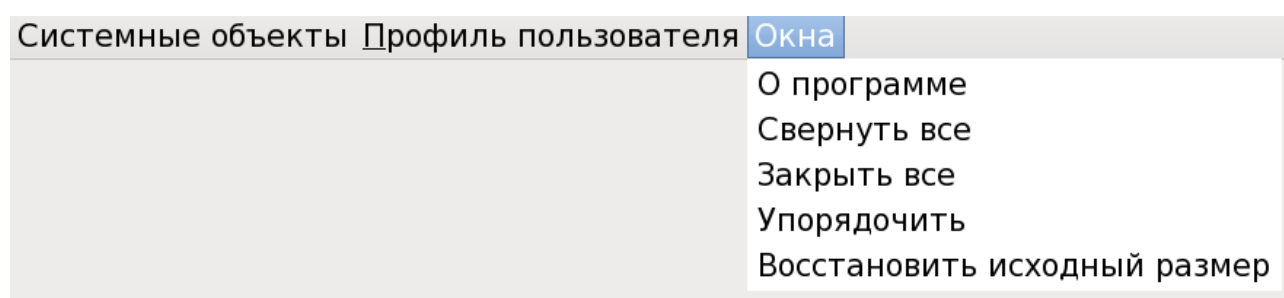 Системные объекты Профиль пользователя Окна
О программе
Свернуть все
Закрыть все
Упорядочить
Восстановить исходный размер